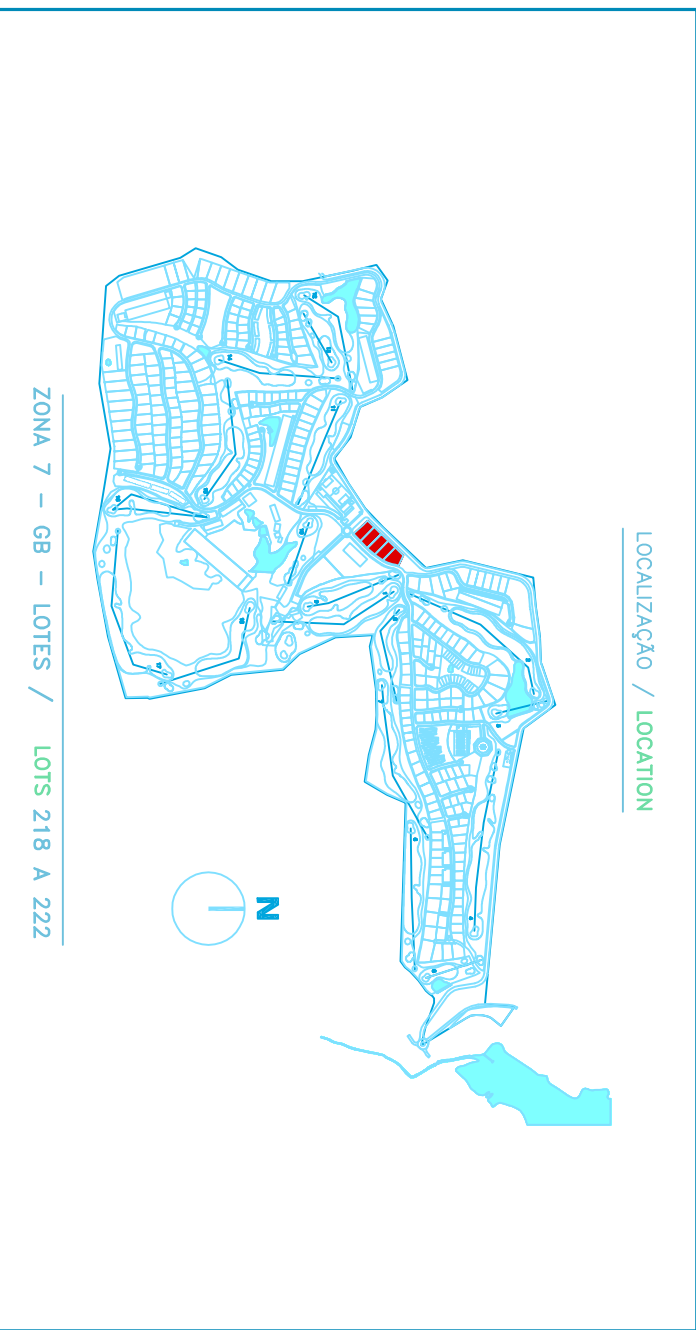 LOCALIZAÇÃO / LOCATION
N
ZONA 7 – GB – LOTES / LOTS 218 A 222